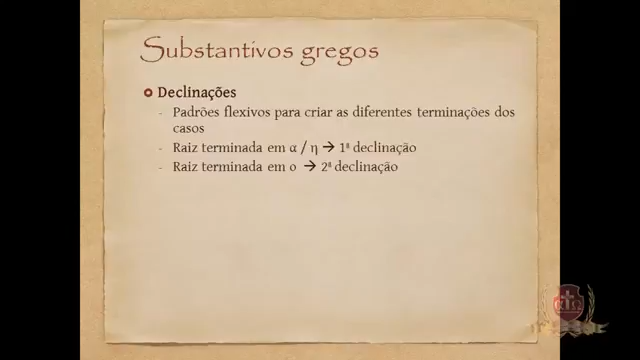 Substantivos gregos
Declinações
- Padrões flexivos para criar as diferentes terminações dos
casos
- Raiz terminada em α / η → 1ª declinação
- Raiz terminada em o → 2ª declinação